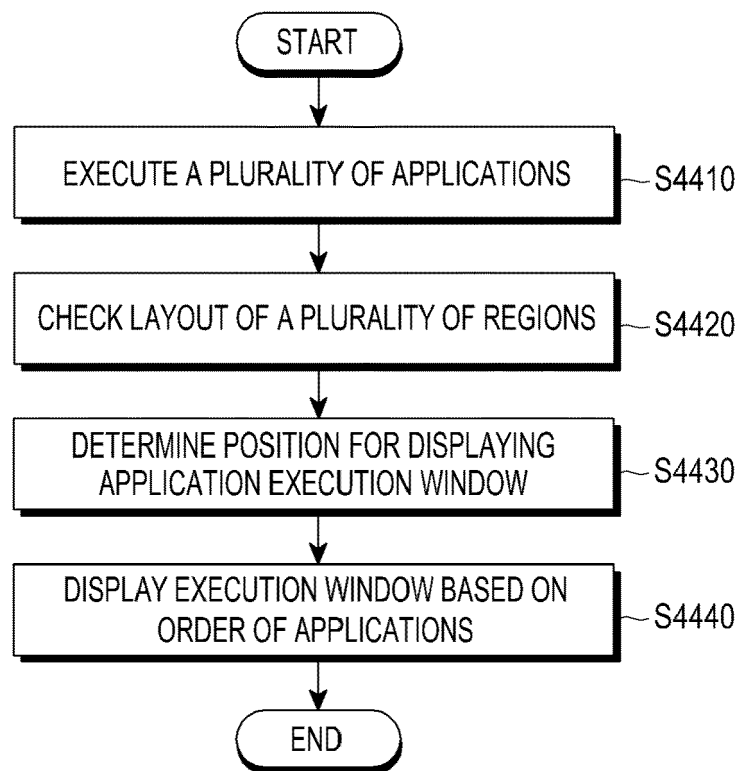 START
EXECUTE A PLURALITY OF APPLICATIONS
S4410
CHECK LAYOUT OF A PLURALITY OF REGIONS
S4420
DETERMINE POSITION FOR DISPLAYING
APPLICATION EXECUTION WINDOW
S4430
DISPLAY EXECUTION WINDOW BASED ON
ORDER OF APPLICATIONS
S4440
END